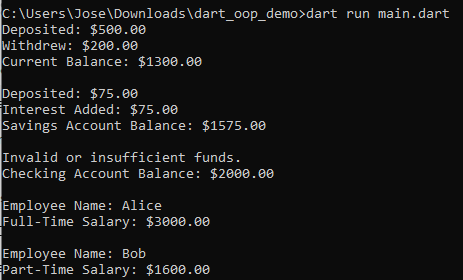 C:\Users\Jose\Downloads\dart_oop_demo>dart run main.dart
Deposited: $500.00
Withdrew: $200.00
Current Balance: $1300.00
Deposited: $75.00
Interest Added: $75.00
Savings Account Balance: $1575.00
Invalid or insufficient funds.
Checking Account Balance: $2000.00
Employee Name: Alice
Full-Time Salary: $3000.00
Employee Name: Bob
Part-Time Salary: $1600.00